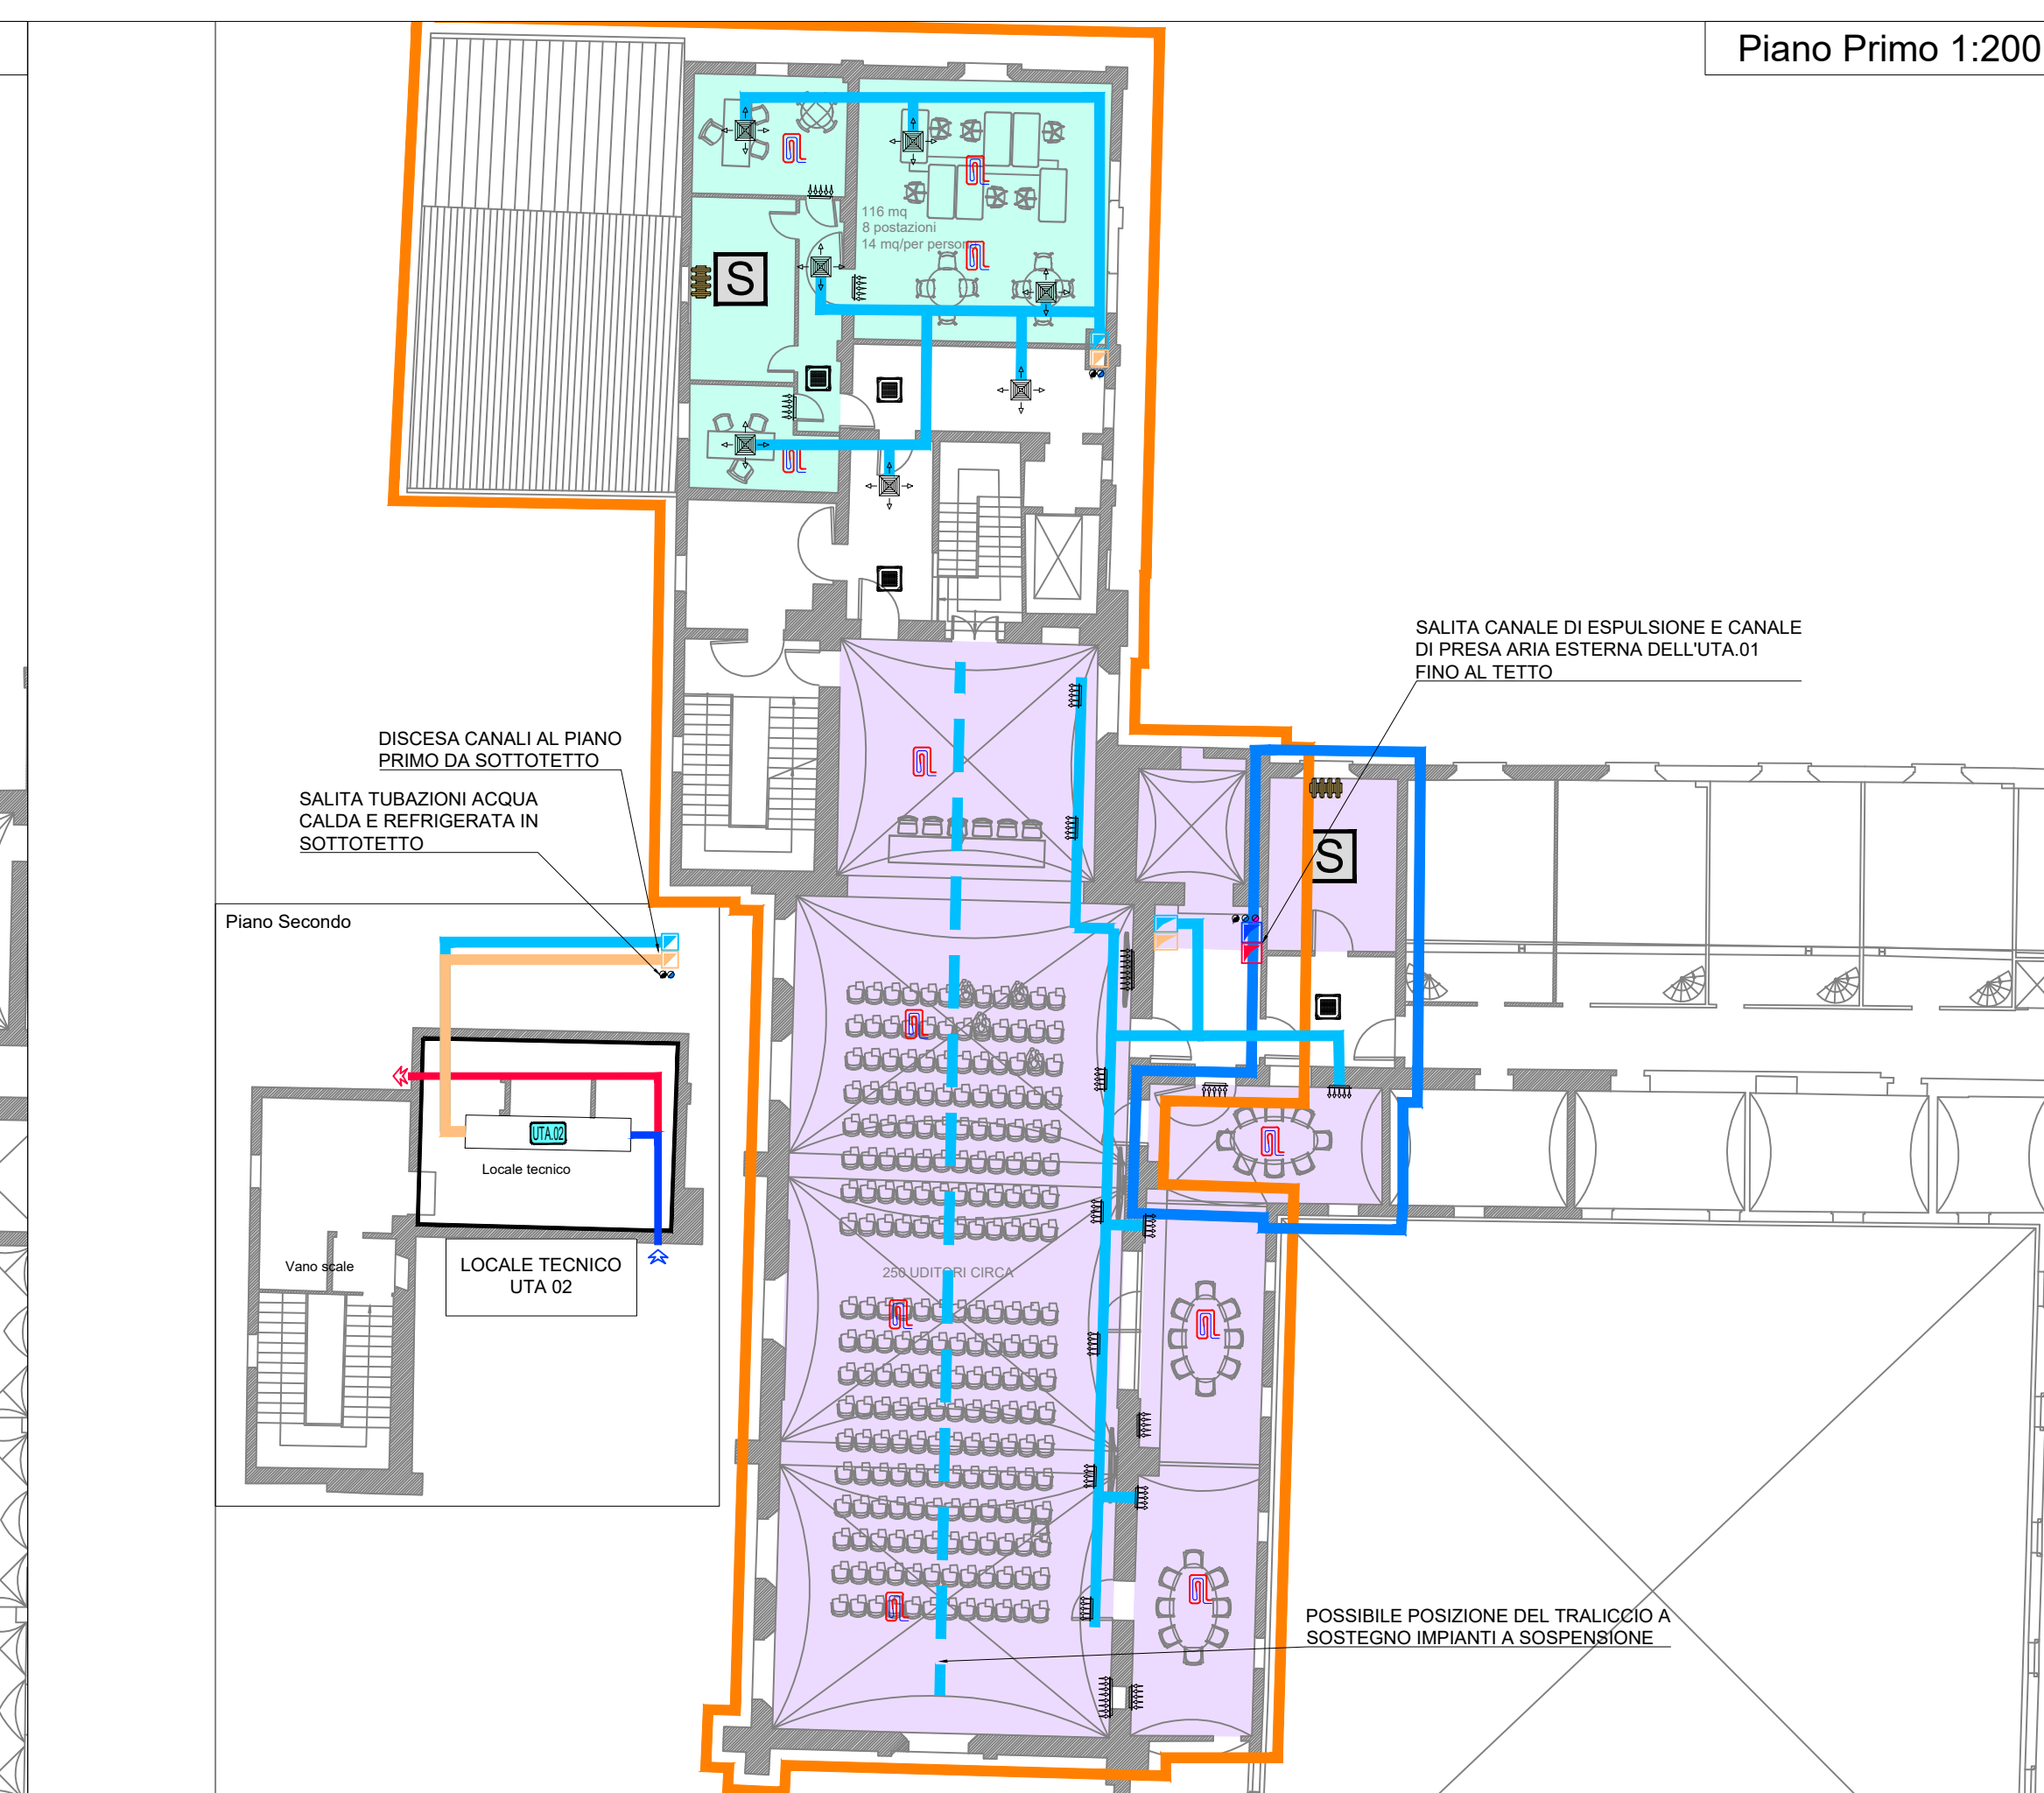 Piano Primo 1:200
116 mq
8 postazioni
14 mq/per person
S
SALITA CANALE DI ESPULSIONE E CANALE
DI PRESA ARIA ESTERNA DELL'UTA.01
FINO AL TETTO
DISCESA CANALI AL PIANO
PRIMO DA SOTTOTETTO
SALITA TUBAZIONI ACQUA
CALDA E REFRIGERATA IN
SOTTOTETTO
S
Piano Secondo
UTA.02
Locale tecnico
Vano scale
LOCALE TECNICO
UTA 02
250 UDITORI CIRCA
POSSIBILE POSIZIONE DEL TRALICCIO A
SOSTEGNO IMPIANTI A SOSPENSIONE